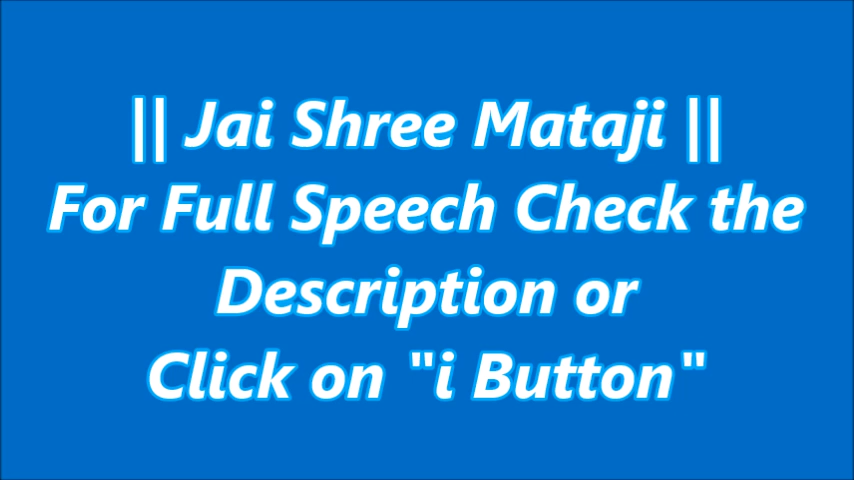 || Jai Shree Mataji ||
For Full Speech Check the
Description or
Click on "i Button"